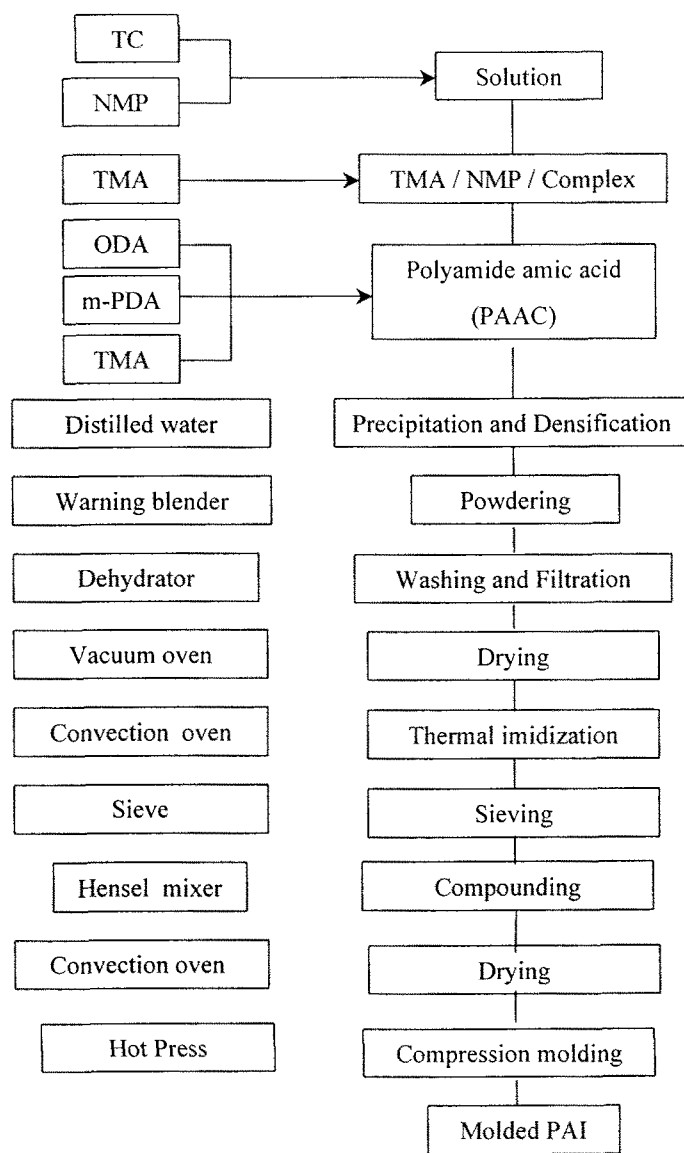 TC
NMP
Solution
TMA
TMA / NMP / Complex
ODA
m-PDA
TMA
Polyamide amic acid
(PAAC)
Distilled water
Precipitation and Densification
Warning blender
Powdering
Dehydrator
Washing and Filtration
Vacuum oven
Drying
Convection oven
Thermal imidization
Sieve
Sieving
Hensel mixer
Compounding
Convection oven
Drying
Hot Press
Compression molding
Molded PAI